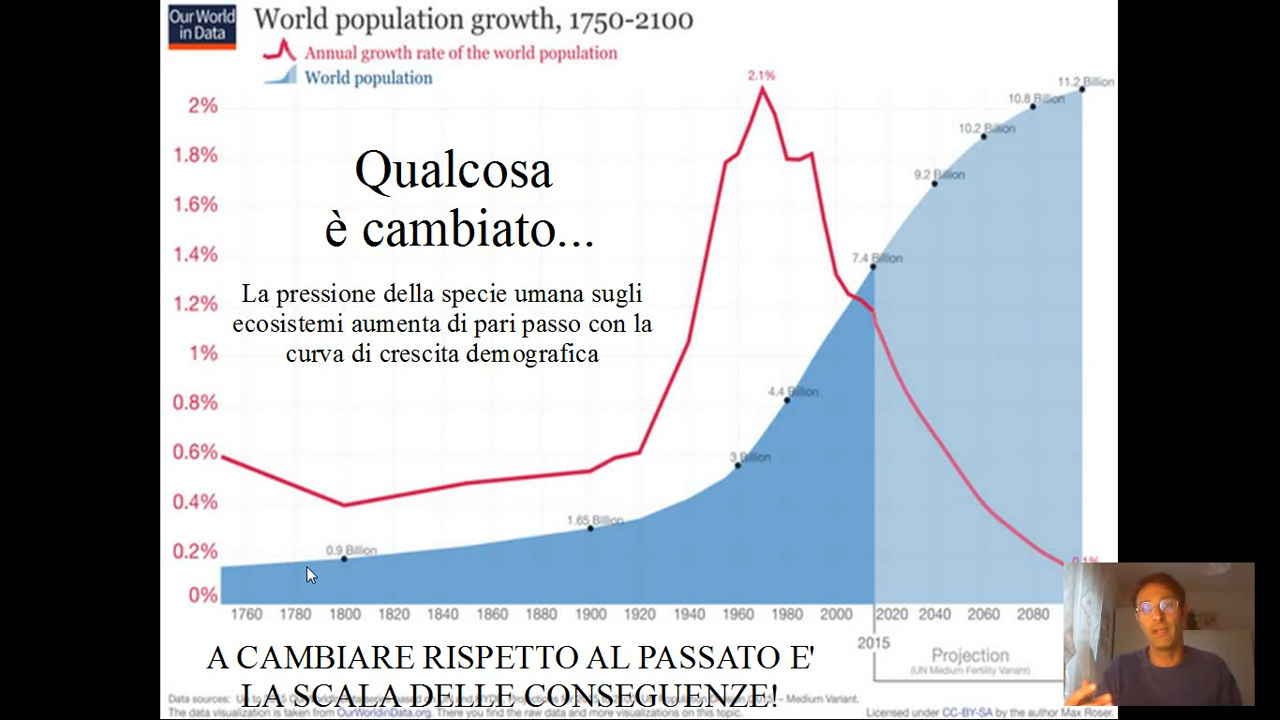 Our World
in Data
World population growth, 1750-2100
Annual growth rate of the world population
World population
2.1%
11.2 Billion
10.8 Billion
10.2 Billion
9.2 Billion
7.4 Billion
4.4 Billion
3 Billion
1.65 Billion
0.9 Billion
0.1%
2%
1.8%
1.6%
1.4%
1.2%
1%
0.8%
0.6%
0.4%
0.2%
0%
Qualcosa
è cambiato...
La pressione della specie umana sugli
ecosistemi aumenta di pari passo con la
curva di crescita demografica
1760 1780 1800 1820 1840 1860 1880 1900 1920 1940 1960 1980 2000 2020 2040 2060 2080
2015
Projection
(UN Medium Fertility Variant)
A CAMBIARE RISPETTO AL PASSATO E'
LA SCALA DELLE CONSEGUENZE!
Data sources: Medium Variant.
The data visualization is taken from OurWorldinData.org. There you find the raw data and more visualizations on this topic.
Licensed under CC-BY-SA by the author Max Roser.